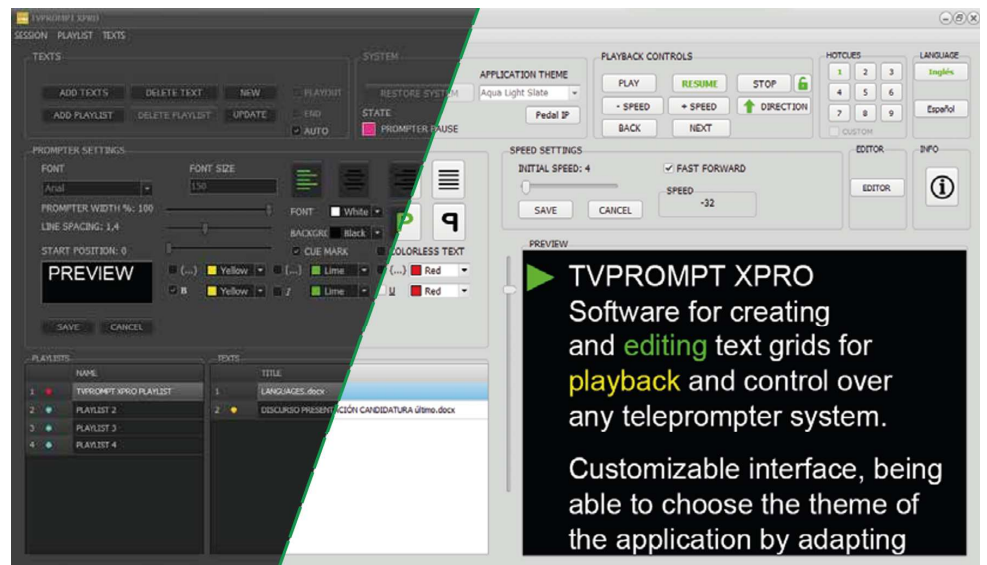 TVPROMPT XPRO
SESSION PLAYLIST TEXTS
TEXTS
ADD TEXTS DELETE TEXT NEW PLAYOUT
ADD PLAYLIST DELETE PLAYLIST UPDATE END
AUTO
SYSTEM
RESTORE SYSTEM
APPLICATION THEME
Aqua Light Slate
STATE
Pedal IP
PROMPTER PAUSE
PLAYBACK CONTROLS
PLAY RESUME STOP
- SPEED + SPEED DIRECTION
BACK NEXT
HOTCUES
1 2 3
4 5 6
7 8 9
CUSTOM
LANGUAGE
Inglés
Español
PROMPTER SETTINGS
FONT FONT SIZE
Arial 150
PROMPTER WIDTH %: 100
FONT White
LINE SPACING: 1,4
Black
START POSITION: 0
CUE MARK COLORLESS TEXT
PREVIEW
(...) Yellow (...) Lime (...) Red
B Yellow I Lime U Red
SAVE CANCEL
SPEED SETTINGS
INITIAL SPEED: 4 FAST FORWARD
SPEED
-32
SAVE CANCEL
EDITOR
EDITOR
INFO
PLAYLISTS
NAME
1 TVPROMPT XPRO PLAYLIST
2 PLAYLIST 2
3 PLAYLIST 3
4 PLAYLIST 4
TEXTS
TITLE
1 LANGUAGES.docx
2 DISCURSO PRESENTACIÓN CANDIDATURA último.docx
PREVIEW
TVPROMPT XPRO
Software for creating
and editing text grids for
playback and control over
any teleprompter system.
Customizable interface, being
able to choose the theme of
the application by adapting